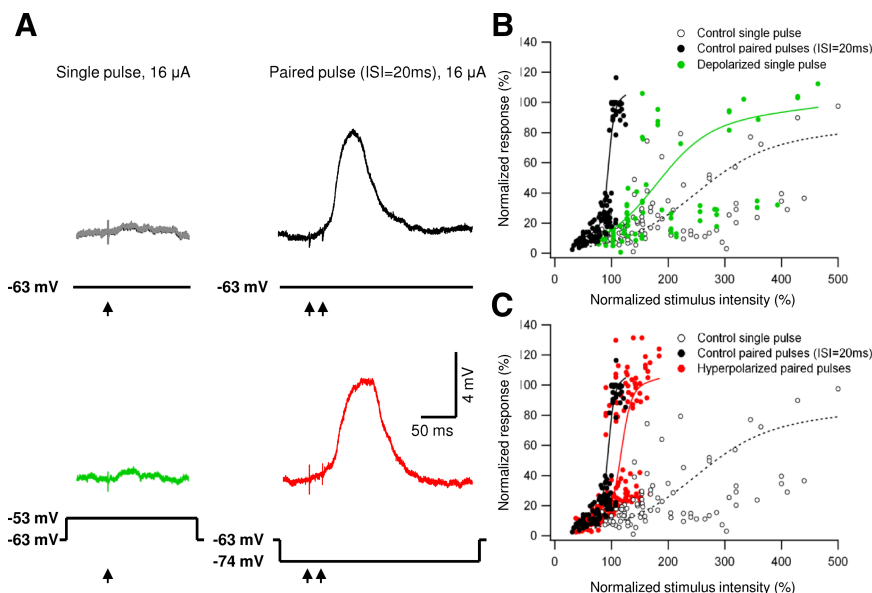 A
Single pulse, 16 µA
Paired pulse (ISI=20ms), 16 µA
-63 mV
-63 mV
4 mV
50 ms
-53 mV
-63 mV
-63 mV
-74 mV
B
Control single pulse
Control paired pulses (ISI=20ms)
Depolarized single pulse
Normalized response (%)
140
120
100
80
60
40
20
0
0 100 200 300 400 500
Normalized stimulus intensity (%)
C
Control single pulse
Control paired pulses (ISI=20ms)
Hyperpolarized paired pulses
Normalized response (%)
140
120
100
80
60
40
20
0
0 100 200 300 400 500
Normalized stimulus intensity (%)